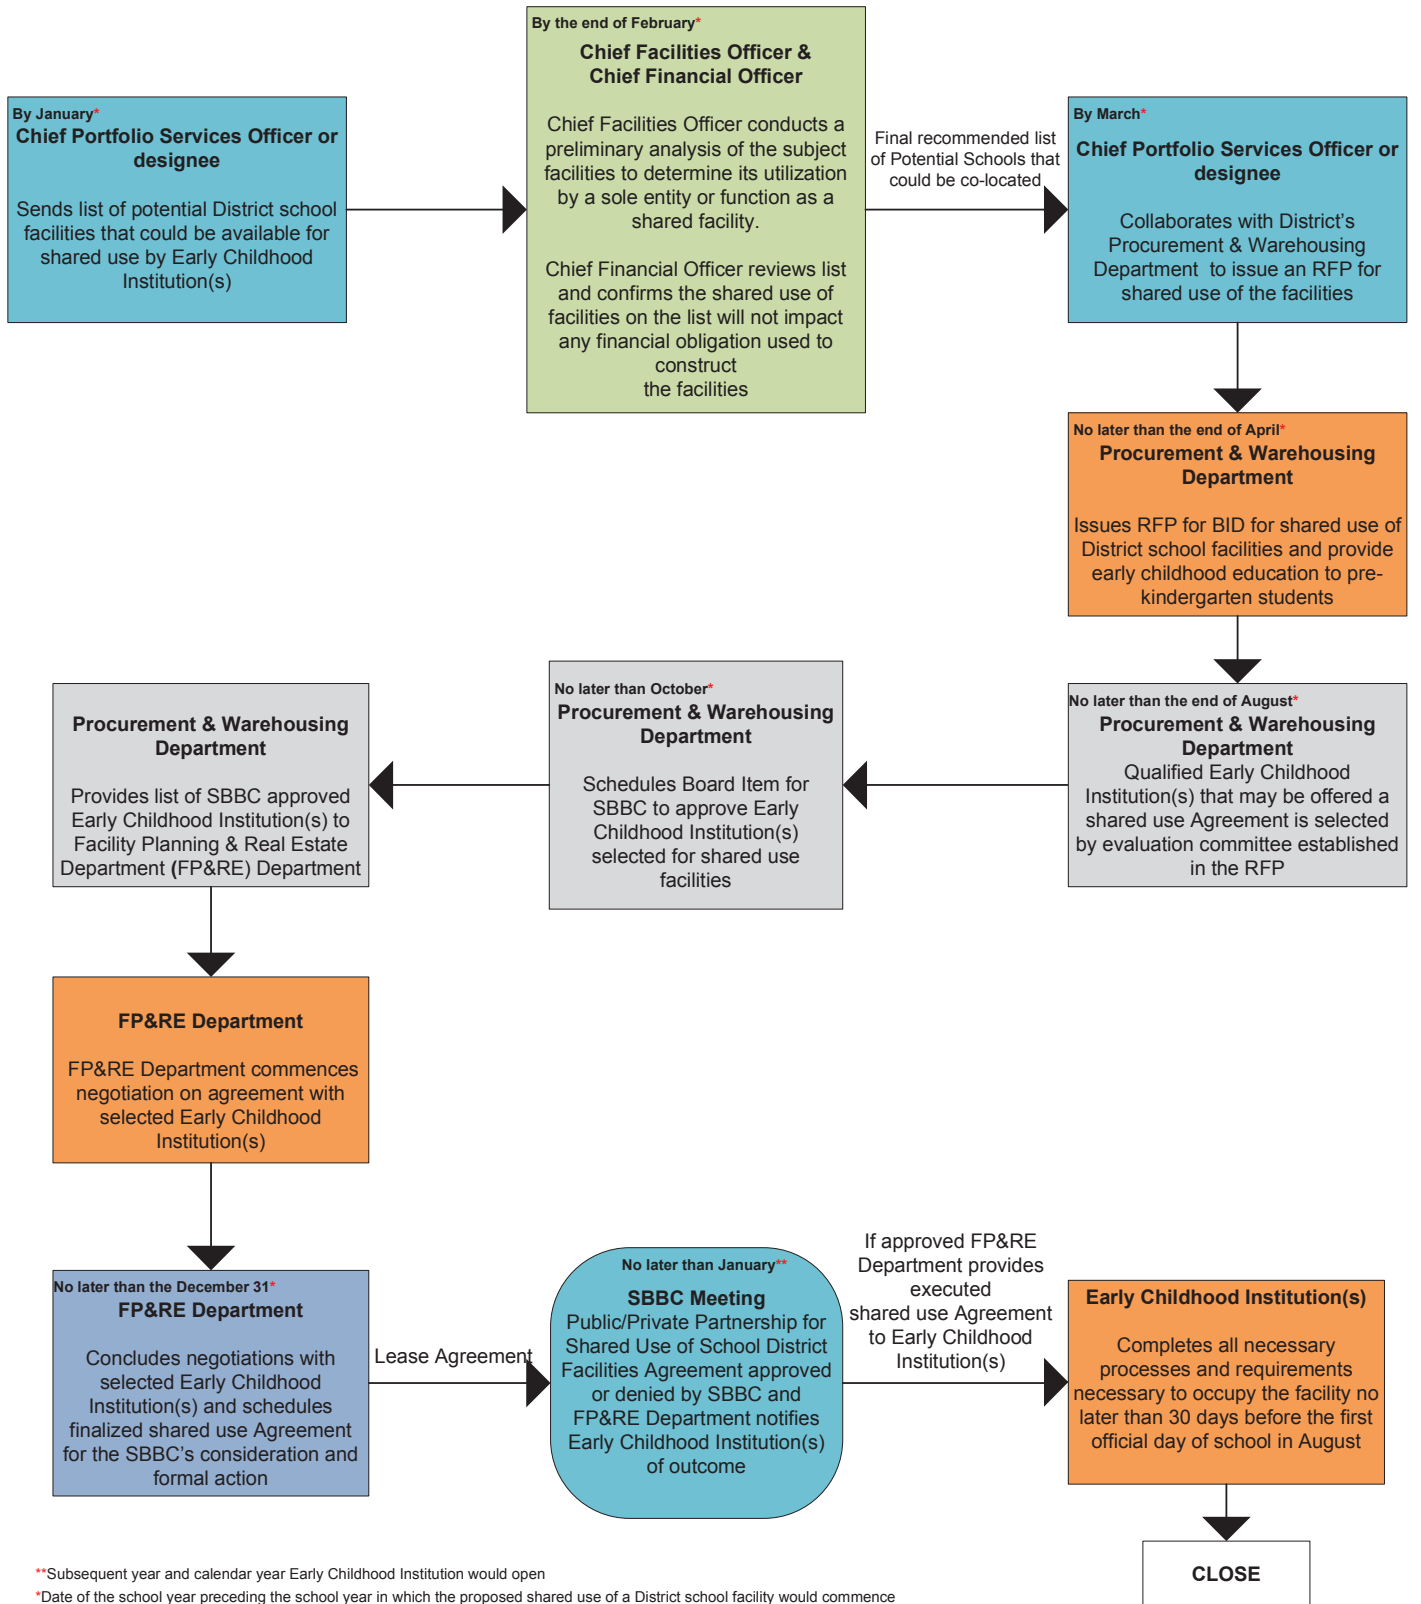 By January*
Chief Portfolio Services Officer or
designee
Sends list of potential District school
facilities that could be available for
shared use by Early Childhood
Institution(s)
By the end of February*
Chief Facilities Officer &
Chief Financial Officer
Chief Facilities Officer conducts a
preliminary analysis of the subject
facilities to determine its utilization
by a sole entity or function as a
shared facility.
Chief Financial Officer reviews list
and confirms the shared use of
facilities on the list will not impact
any financial obligation used to
construct
the facilities
Final recommended list
of Potential Schools that
could be co-located
By March*
Chief Portfolio Services Officer or
designee
Collaborates with District's
Procurement & Warehousing
Department to issue an RFP for
shared use of the facilities
No later than the end of April*
Procurement & Warehousing
Department
Issues RFP for BID for shared use of
District school facilities and provide
early childhood education to pre-
kindergarten students
No later than the end of August*
Procurement & Warehousing
Department
Qualified Early Childhood
Institution(s) that may be offered a
shared use Agreement is selected
by evaluation committee established
in the RFP
No later than October*
Procurement & Warehousing
Department
Schedules Board Item for
SBBC to approve Early
Childhood Institution(s)
selected for shared use
facilities
Procurement & Warehousing
Department
Provides list of SBBC approved
Early Childhood Institution(s) to
Facility Planning & Real Estate
Department (FP&RE) Department
FP&RE Department
FP&RE Department commences
negotiation on agreement with
selected Early Childhood
Institution(s)
No later than the December 31*
FP&RE Department
Concludes negotiations with
selected Early Childhood
Institution(s) and schedules
finalized shared use Agreement
for the SBBC's consideration and
formal action
Lease Agreement
No later than January**
SBBC Meeting
Public/Private Partnership for
Shared Use of School District
Facilities Agreement approved
or denied by SBBC and
FP&RE Department notifies
Early Childhood Institution(s)
of outcome
If approved FP&RE
Department provides
executed
shared use Agreement
to Early Childhood
Institution(s)
Early Childhood Institution(s)
Completes all necessary
processes and requirements
necessary to occupy the facility no
later than 30 days before the first
official day of school in August
CLOSE
**Subsequent year and calendar year Early Childhood Institution would open
*Date of the school year preceding the school year in which the proposed shared use of a District school facility would commence